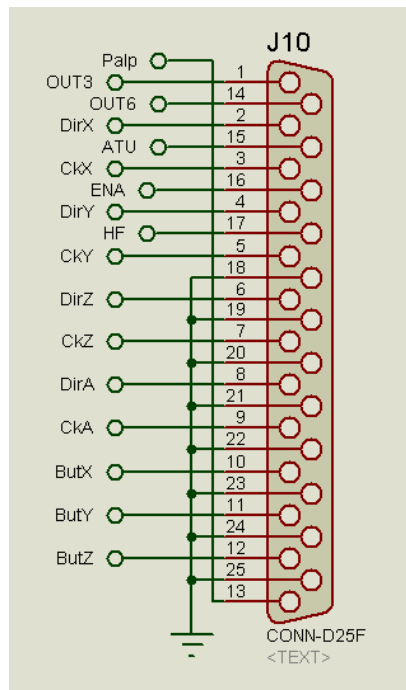 J10
Palp
1
OUT3
14
OUT6
2
DirX
15
ATU
3
CkX
16
ENA
4
DirY
17
HF
5
CkY
18
6
DirZ
19
7
CkZ
20
8
DirA
21
9
CkA
22
10
ButX
23
11
ButY
24
12
ButZ
25
13
CONN-D25F
<TEXT>